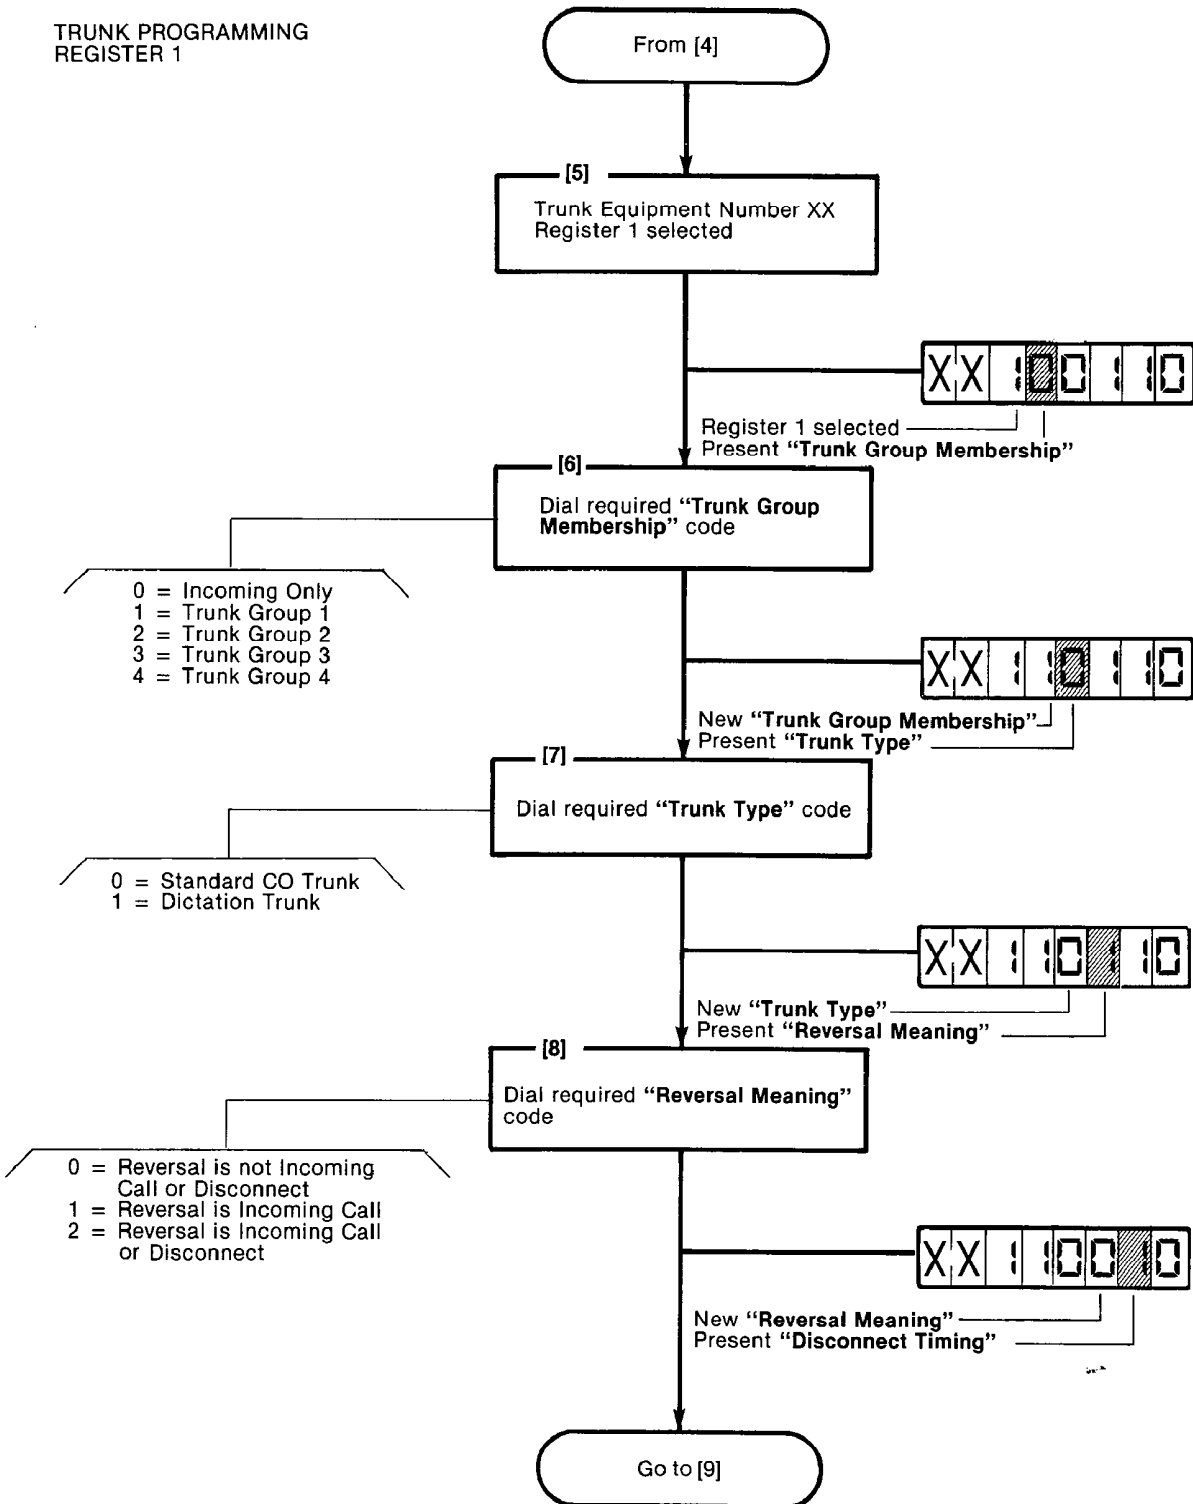 TRUNK PROGRAMMING
REGISTER 1
From [4]
[5]
Trunk Equipment Number XX
Register 1 selected
XX100110
Register 1 selected
Present “Trunk Group Membership”
[6]
Dial required “Trunk Group
Membership” code
0 = Incoming Only
1 = Trunk Group 1
2 = Trunk Group 2
3 = Trunk Group 3
4 = Trunk Group 4
XX110110
New “Trunk Group Membership”
Present “Trunk Type”
[7]
Dial required “Trunk Type” code
0 = Standard CO Trunk
1 = Dictation Trunk
XX110110
New “Trunk Type”
Present “Reversal Meaning”
[8]
Dial required “Reversal Meaning”
code
0 = Reversal is not Incoming
Call or Disconnect
1 = Reversal is Incoming Call
2 = Reversal is Incoming Call
or Disconnect
XX110010
New “Reversal Meaning”
Present “Disconnect Timing”
Go to [9]